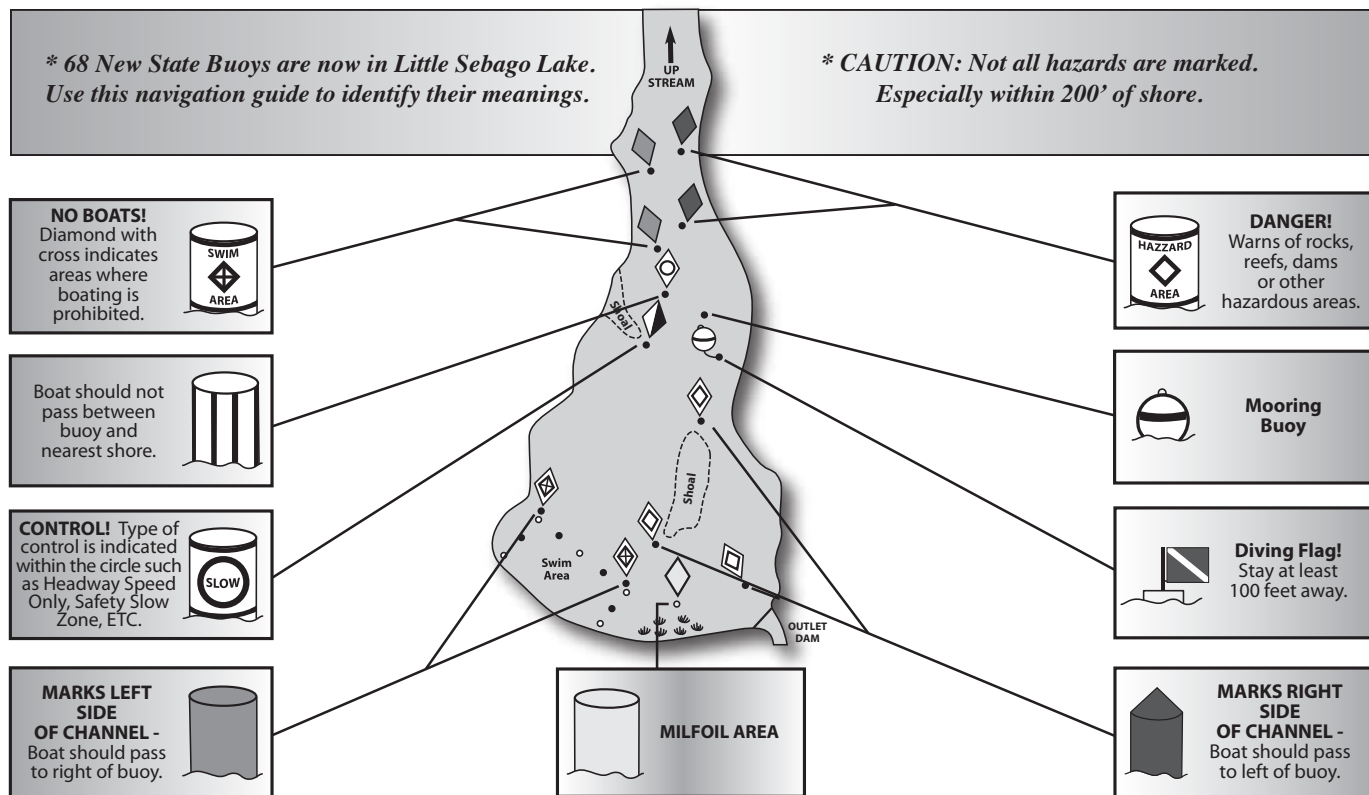 * 68 New State Buoys are now in Little Sebago Lake.
Use this navigation guide to identify their meanings.
UP
STREAM
* CAUTION: Not all hazards are marked.
Especially within 200' of shore.
NO BOATS!
Diamond with
cross indicates
areas where
boating is
prohibited.
SWIM
AREA
Boat should not
pass between
buoy and
nearest shore.
CONTROL! Type of
control is indicated
within the circle such
as Headway Speed
Only, Safety Slow
Zone, ETC.
SLOW
MARKS LEFT
SIDE
OF CHANNEL -
Boat should pass
to right of buoy.
Shoal
Shoal
Swim
Area
OUTLET
DAM
MILFOIL AREA
HAZZARD
AREA
DANGER!
Warns of rocks,
reefs, dams
or other
hazardous areas.
Mooring
Buoy
Diving Flag!
Stay at least
100 feet away.
MARKS RIGHT
SIDE
OF CHANNEL -
Boat should pass
to left of buoy.